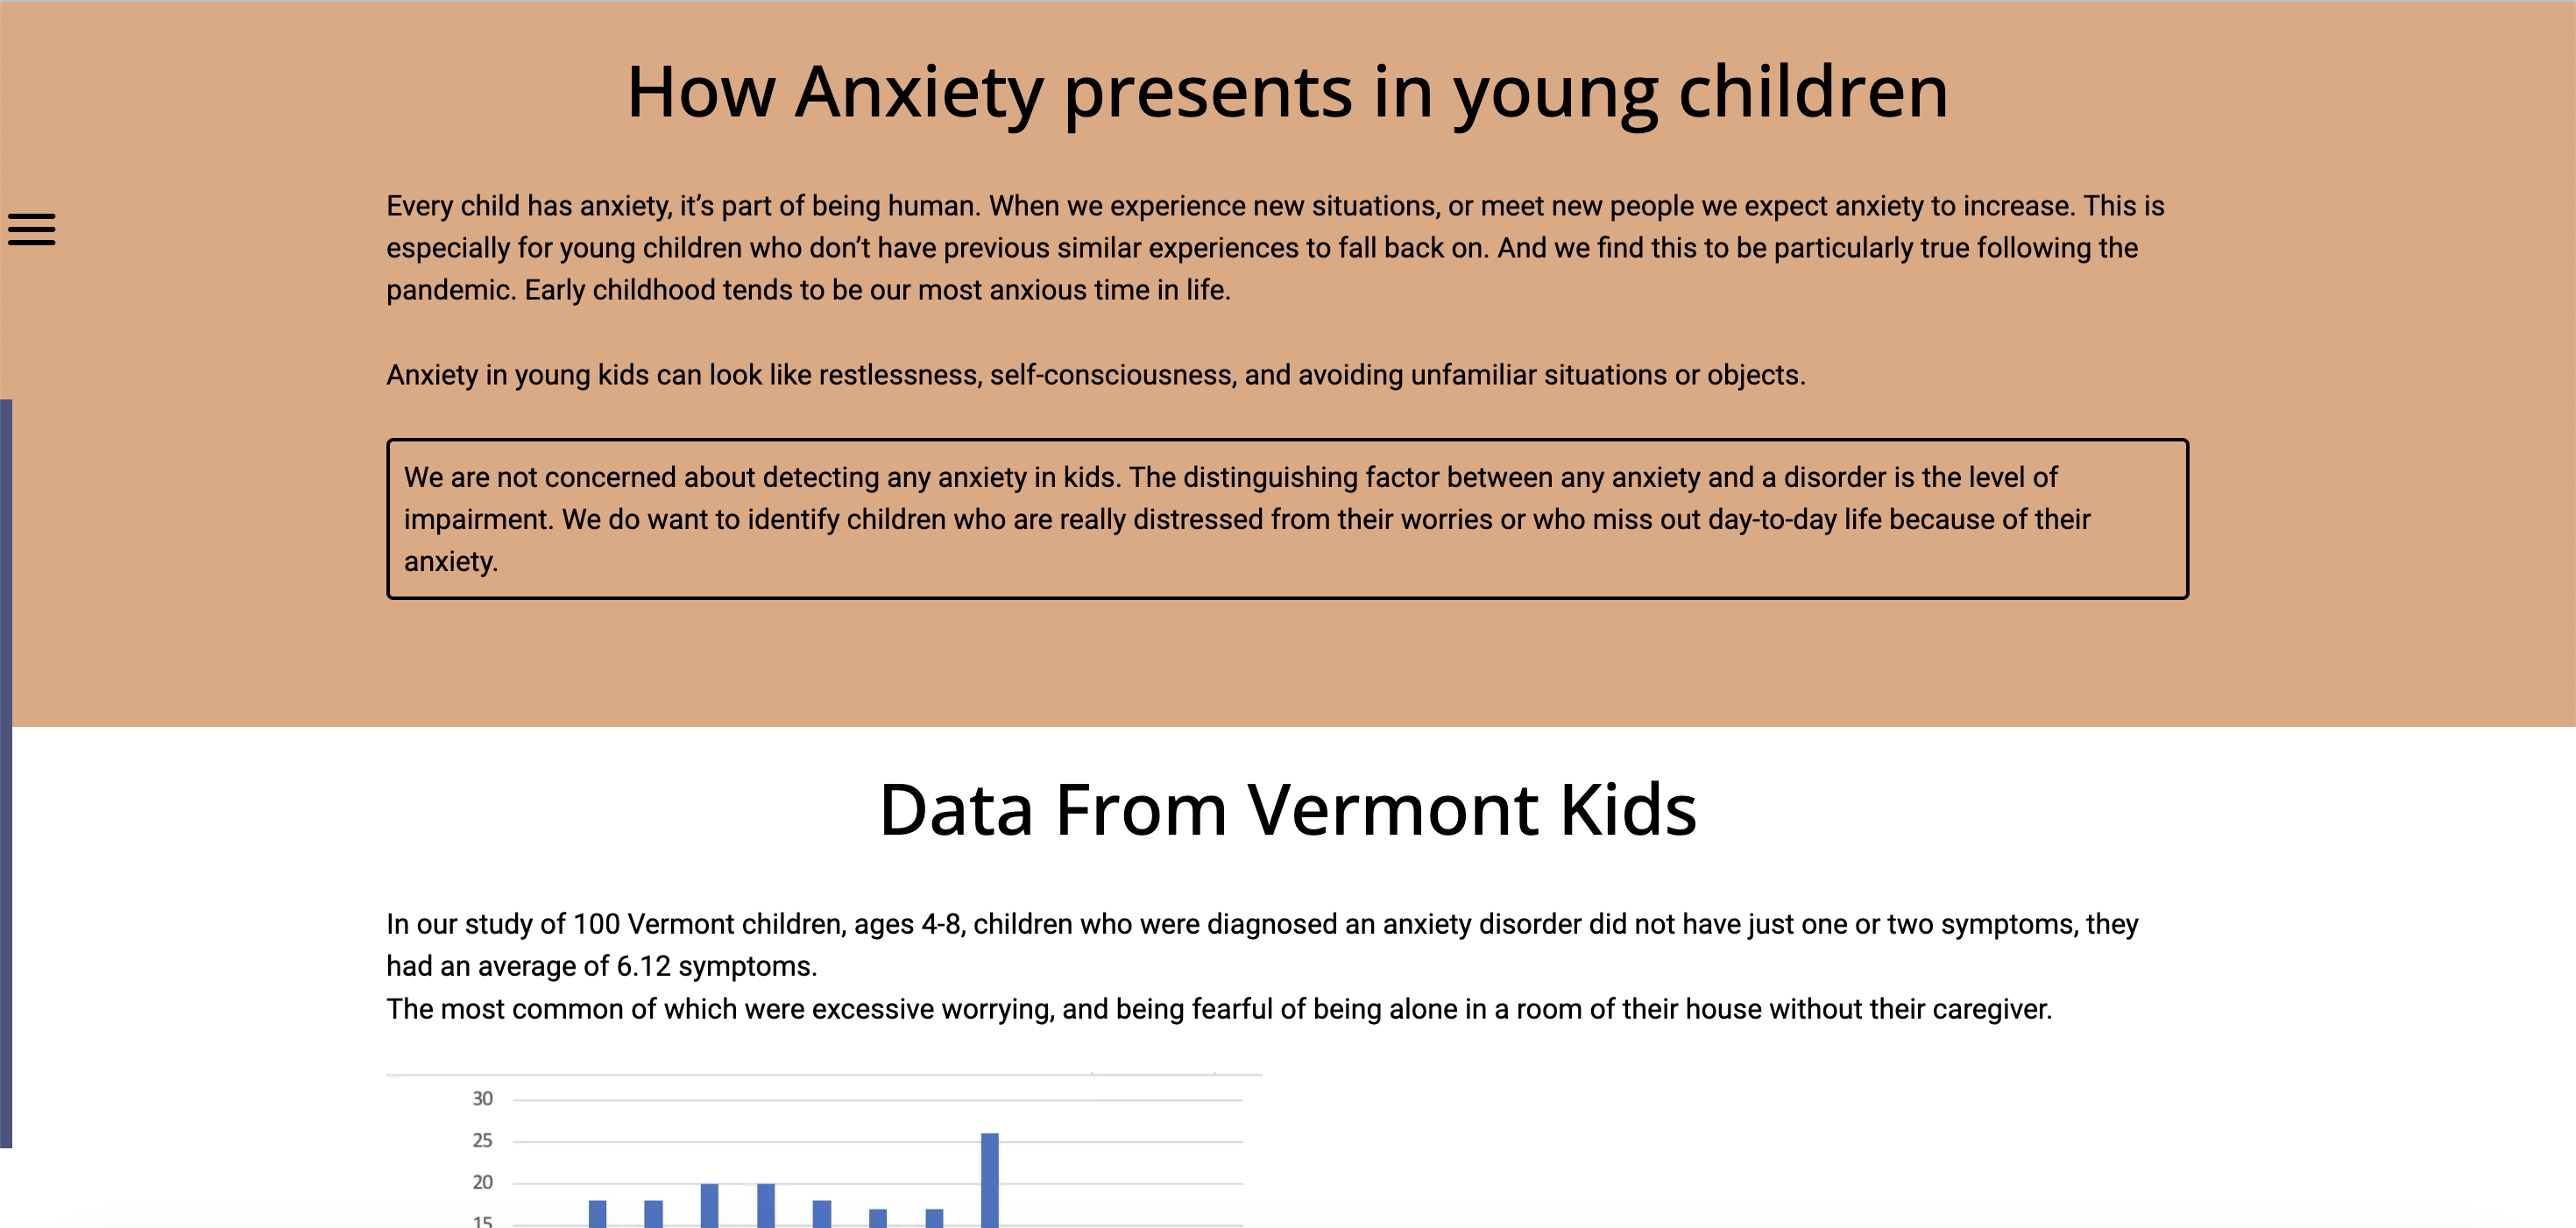 How Anxiety presents in young children
Every child has anxiety, it’s part of being human. When we experience new situations, or meet new people we expect anxiety to increase. This is
especially for young children who don’t have previous similar experiences to fall back on. And we find this to be particularly true following the
pandemic. Early childhood tends to be our most anxious time in life.
Anxiety in young kids can look like restlessness, self-consciousness, and avoiding unfamiliar situations or objects.
We are not concerned about detecting any anxiety in kids. The distinguishing factor between any anxiety and a disorder is the level of
impairment. We do want to identify children who are really distressed from their worries or who miss out day-to-day life because of their
anxiety.
Data From Vermont Kids
In our study of 100 Vermont children, ages 4-8, children who were diagnosed an anxiety disorder did not have just one or two symptoms, they
had an average of 6.12 symptoms.
The most common of which were excessive worrying, and being fearful of being alone in a room of their house without their caregiver.
30
25
20
15